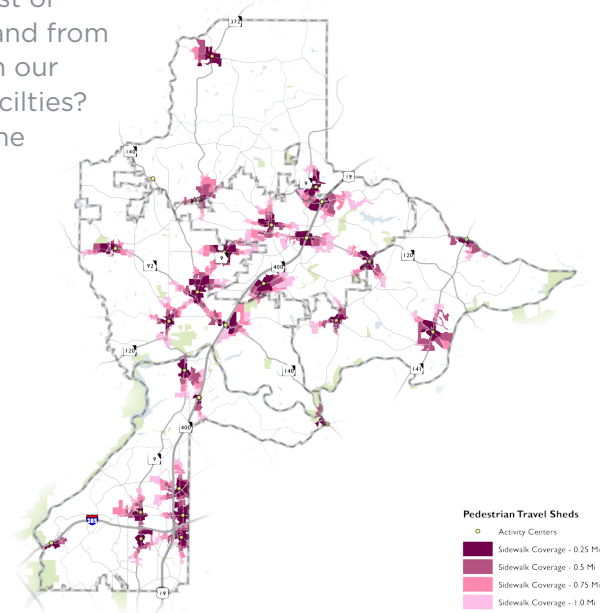 st of
and from
n our
cilties?
ne
372
140
9
19
92
9
400
120
120
140
141
400
9
285
19
Pedestrian Travel Sheds
Activity Centers
Sidewalk Coverage - 0.25 Mi
Sidewalk Coverage - 0.5 Mi
Sidewalk Coverage - 0.75 Mi
Sidewalk Coverage - 1.0 Mi